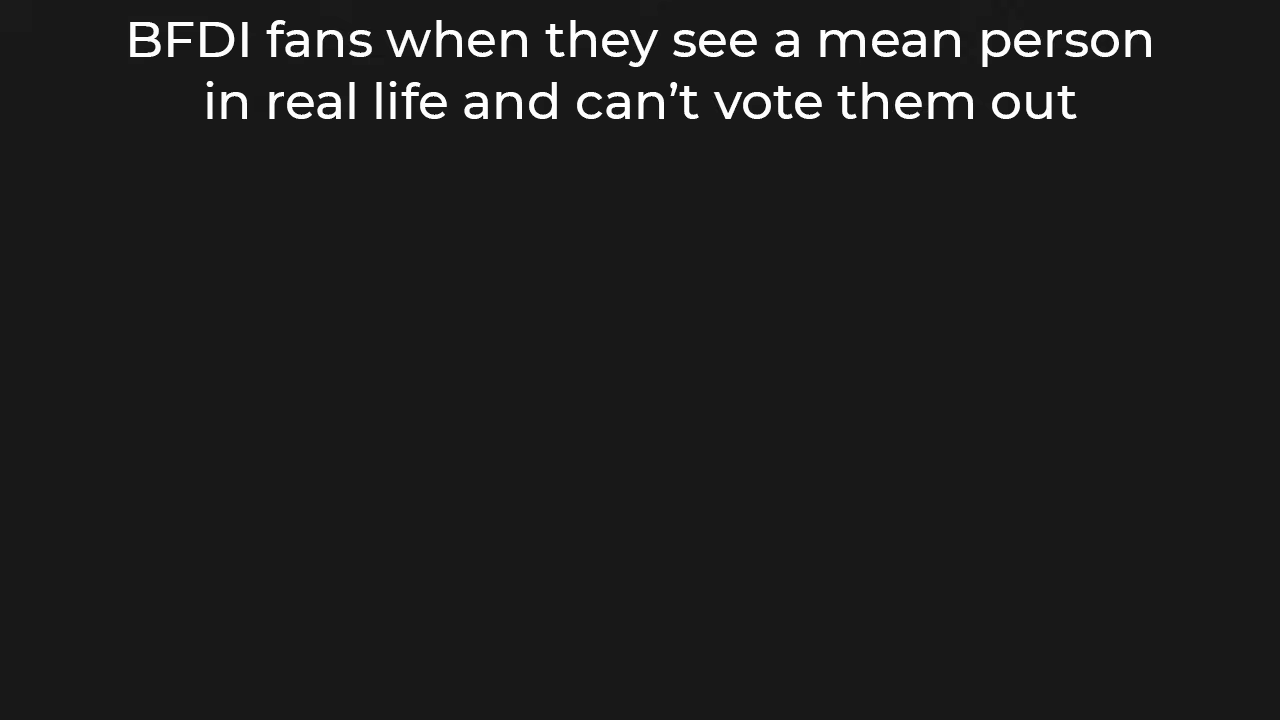 BFDI fans when they see a mean person
in real life and can’t vote them out